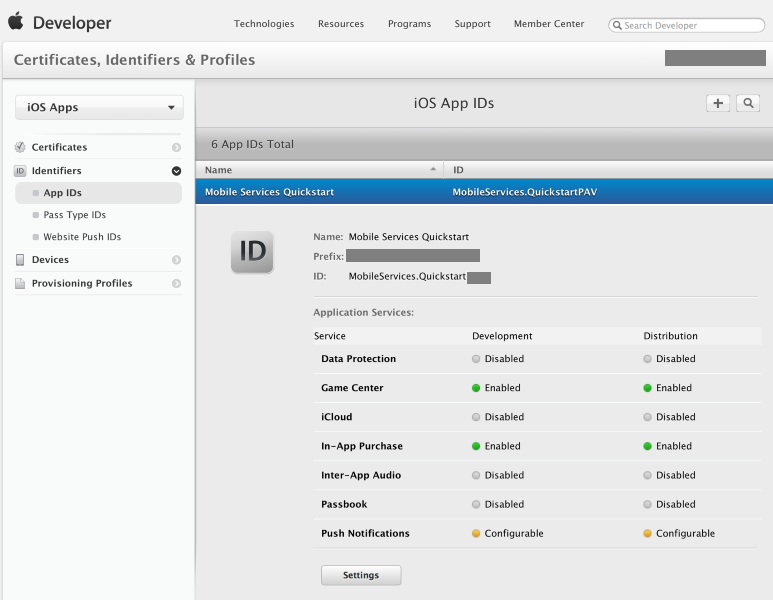 Developer
Technologies Resources Programs Support Member Center Search Developer
Certificates, Identifiers & Profiles
iOS Apps
iOS App IDs
6 App IDs Total
Certificates
Name ID
ID Identifiers
App IDs
Mobile Services Quickstart MobileServices.QuickstartPAV
Pass Type IDs
Website Push IDs
Devices
Provisioning Profiles
ID
Name: Mobile Services Quickstart
Prefix:
ID: MobileServices.Quickstart
Application Services:
Service Development Distribution
Data Protection Disabled Disabled
Game Center Enabled Enabled
iCloud Disabled Disabled
In-App Purchase Enabled Enabled
Inter-App Audio Disabled Disabled
Passbook Disabled Disabled
Push Notifications Configurable Configurable
Settings